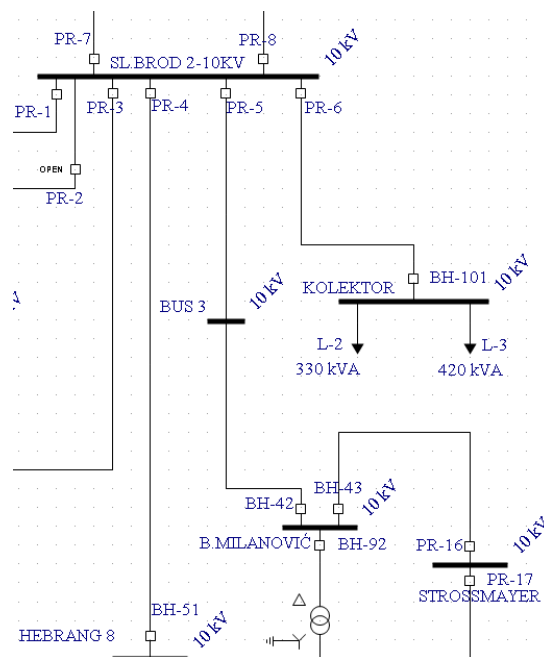 PR-7
PR-8
SL.BROD 2-10KV
10 kV
PR-1
PR-3
PR-4
PR-5
PR-6
OPEN
PR-2
BH-101
10 kV
KOLEKTOR
BUS 3
10 kV
L-2
L-3
330 kVA
420 kVA
BH-42
BH-43
10 kV
B.MILANOVIĆ
BH-92
PR-16
10 kV
PR-17
STROSSMAYER
BH-51
HEBRANG 8
10 kV